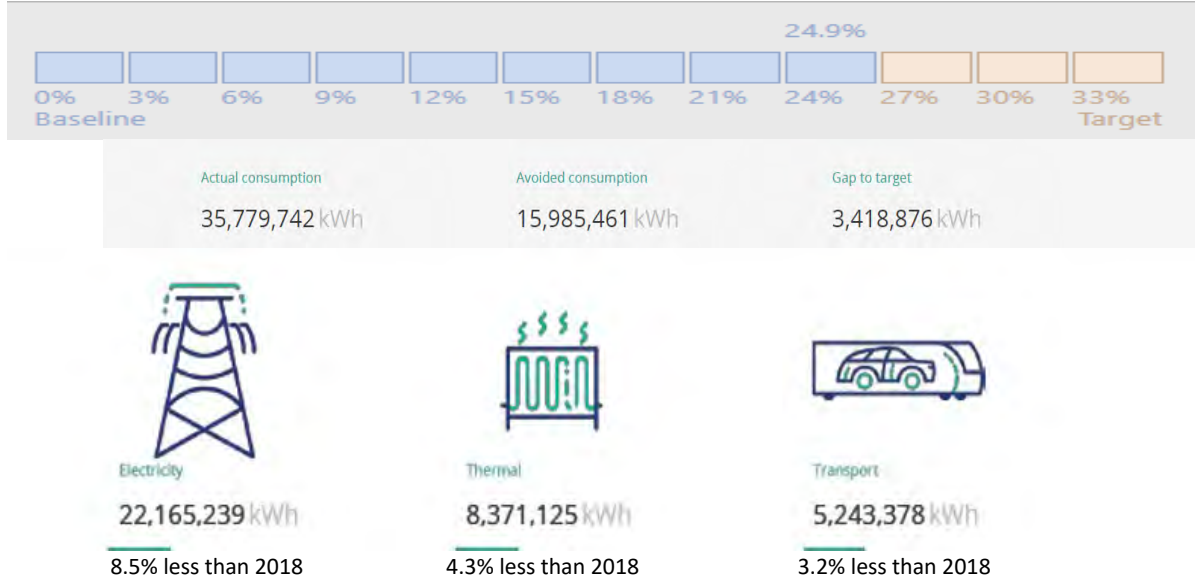 24.9%
0% 3% 6% 9% 12% 15% 18% 21% 24% 27% 30% 33%
Baseline Target
Actual consumption Avoided consumption Gap to target
35,779,742 kWh 15,985,461 kWh 3,418,876 kWh
Electricity Thermal Transport
22,165,239 kWh 8,371,125 kWh 5,243,378 kWh
8.5% less than 2018 4.3% less than 2018 3.2% less than 2018